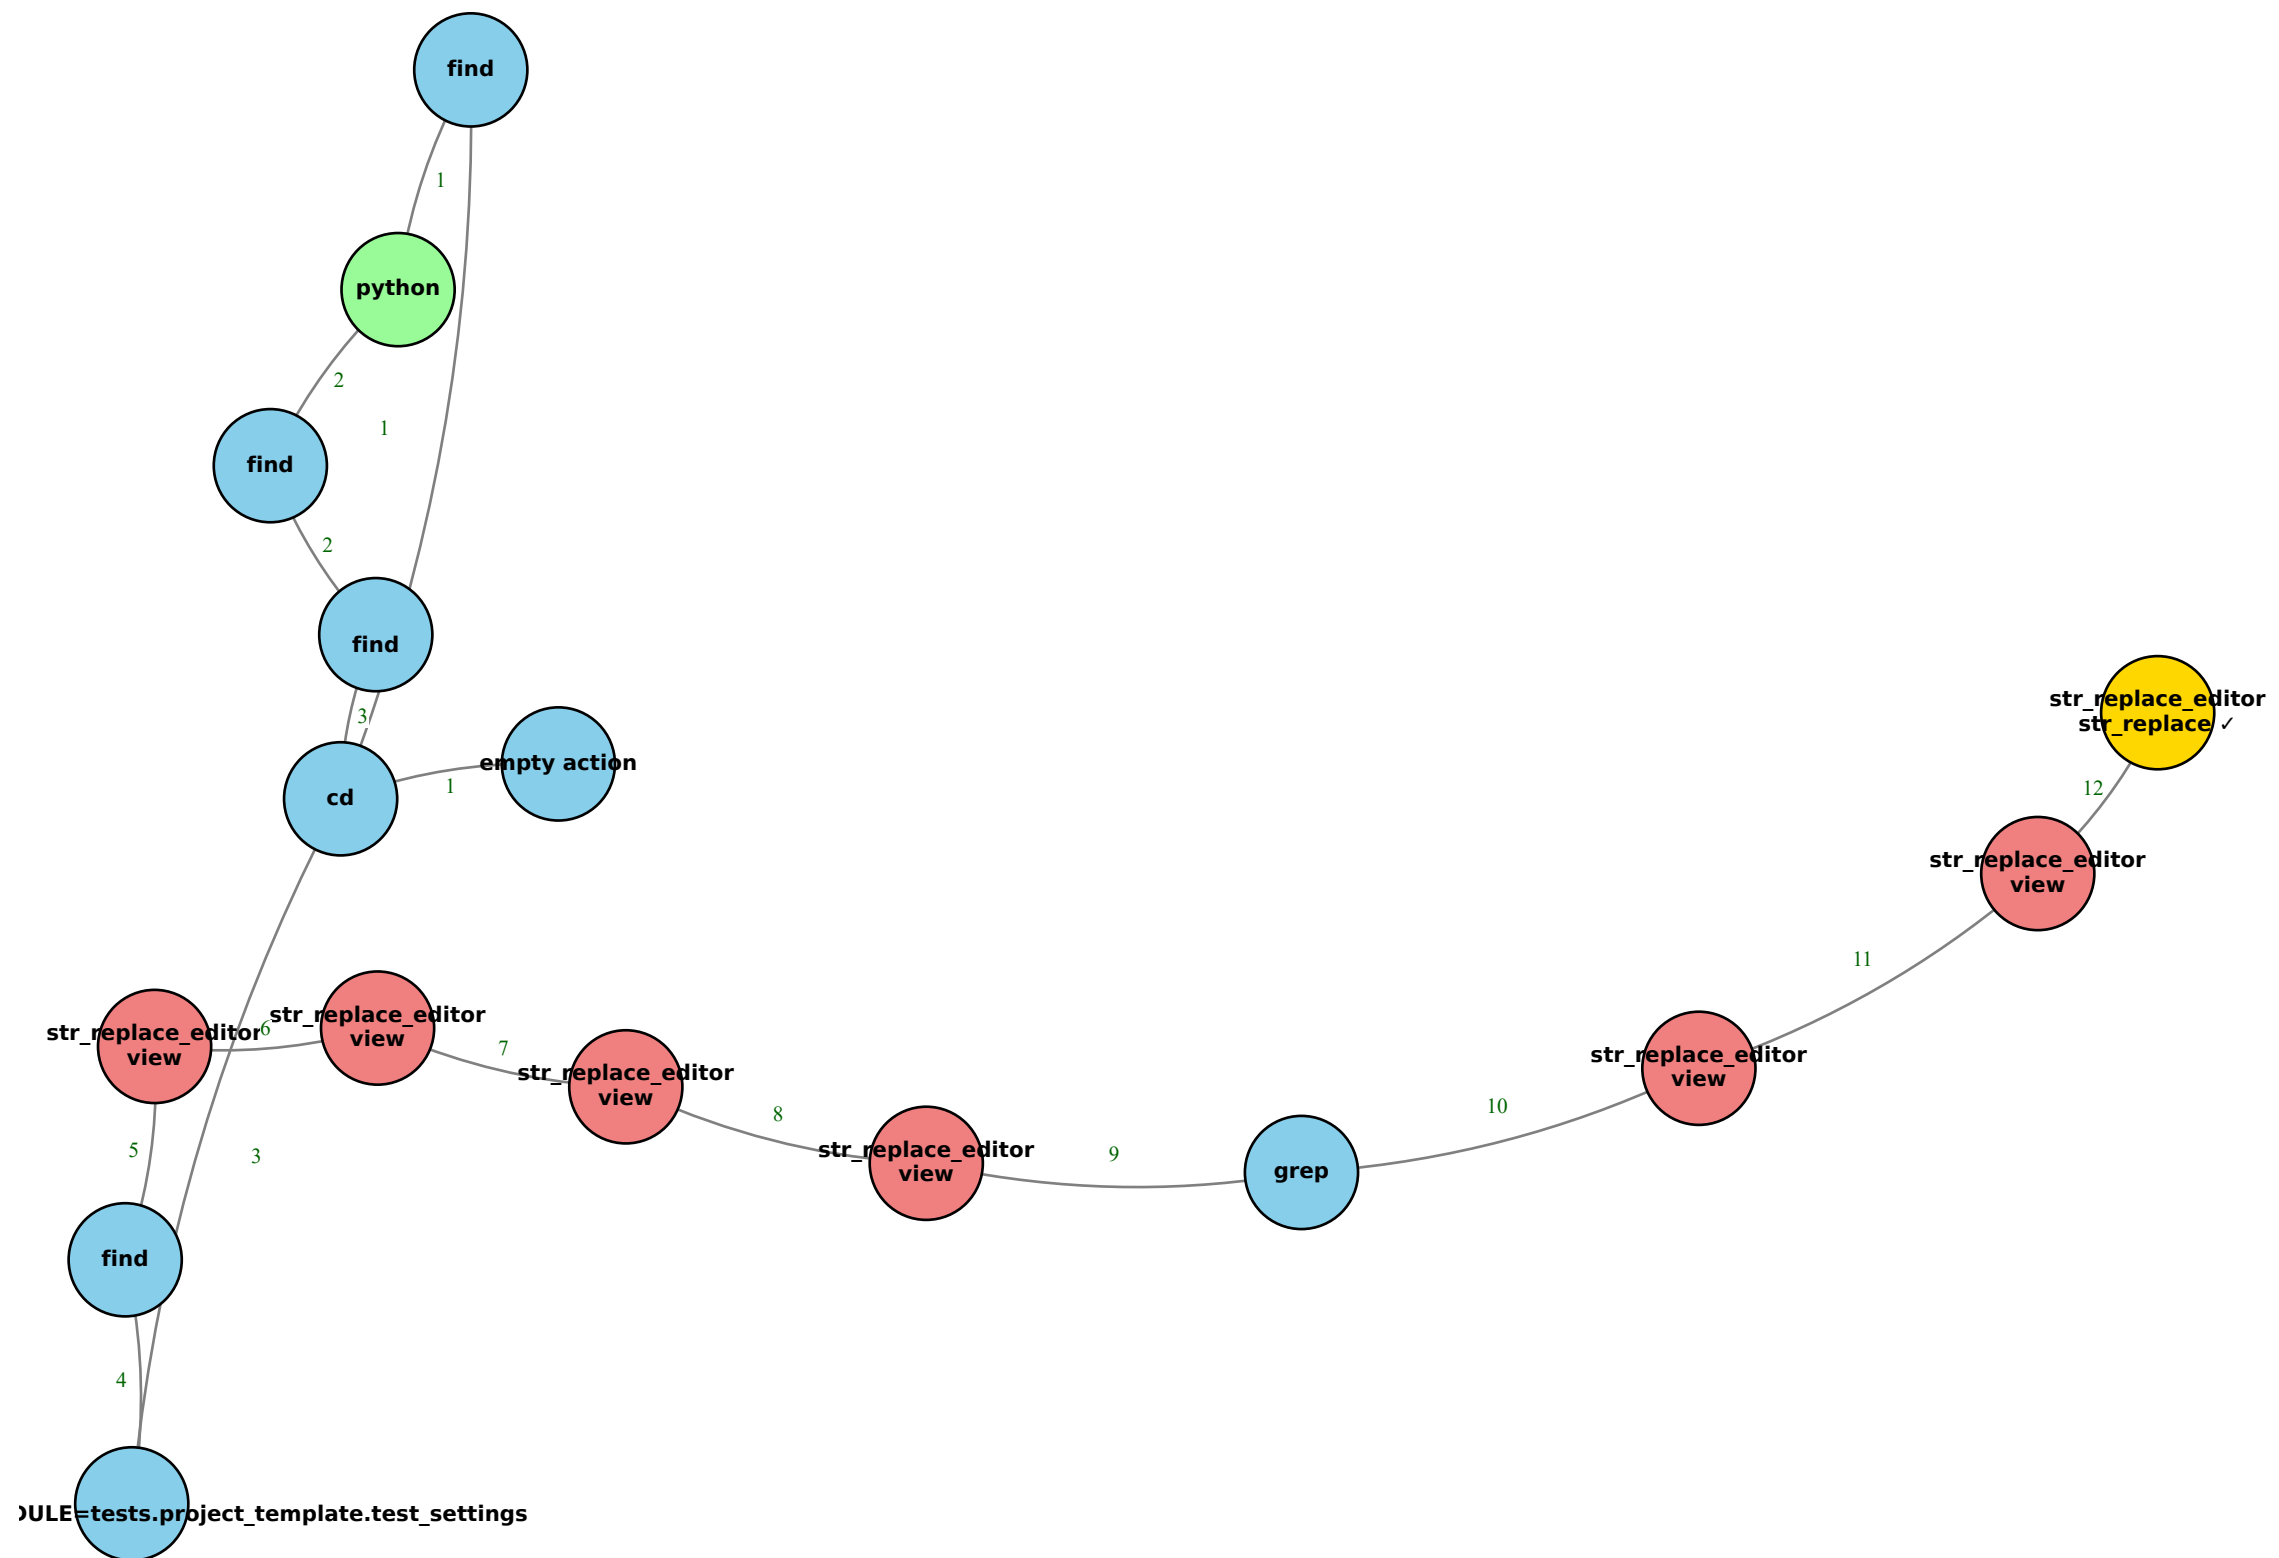 find
1
python
2
1
find
2
find
3
str_replace_editor
str_replace ✓
empty action
1
cd
12
str_replace_editor
view
11
str_replace_editor
view
6
str_replace_editor
view
7
str_replace_editor
view
str_replace_editor
view
10
8
5
3
str_replace_editor
view
9
grep
find
4
DULE=tests.project_template.test_settings